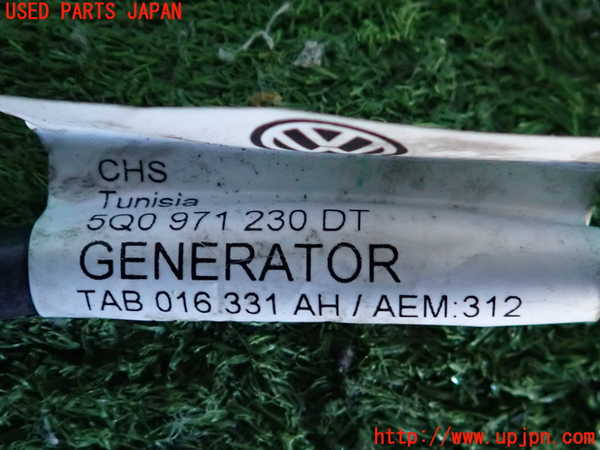 USED PARTS JAPAN
CHS
Tunisia
5Q0 971 230 DT
GENERATOR
TAB 016 331 AH / AEM:312
http://www.upjpn.com/